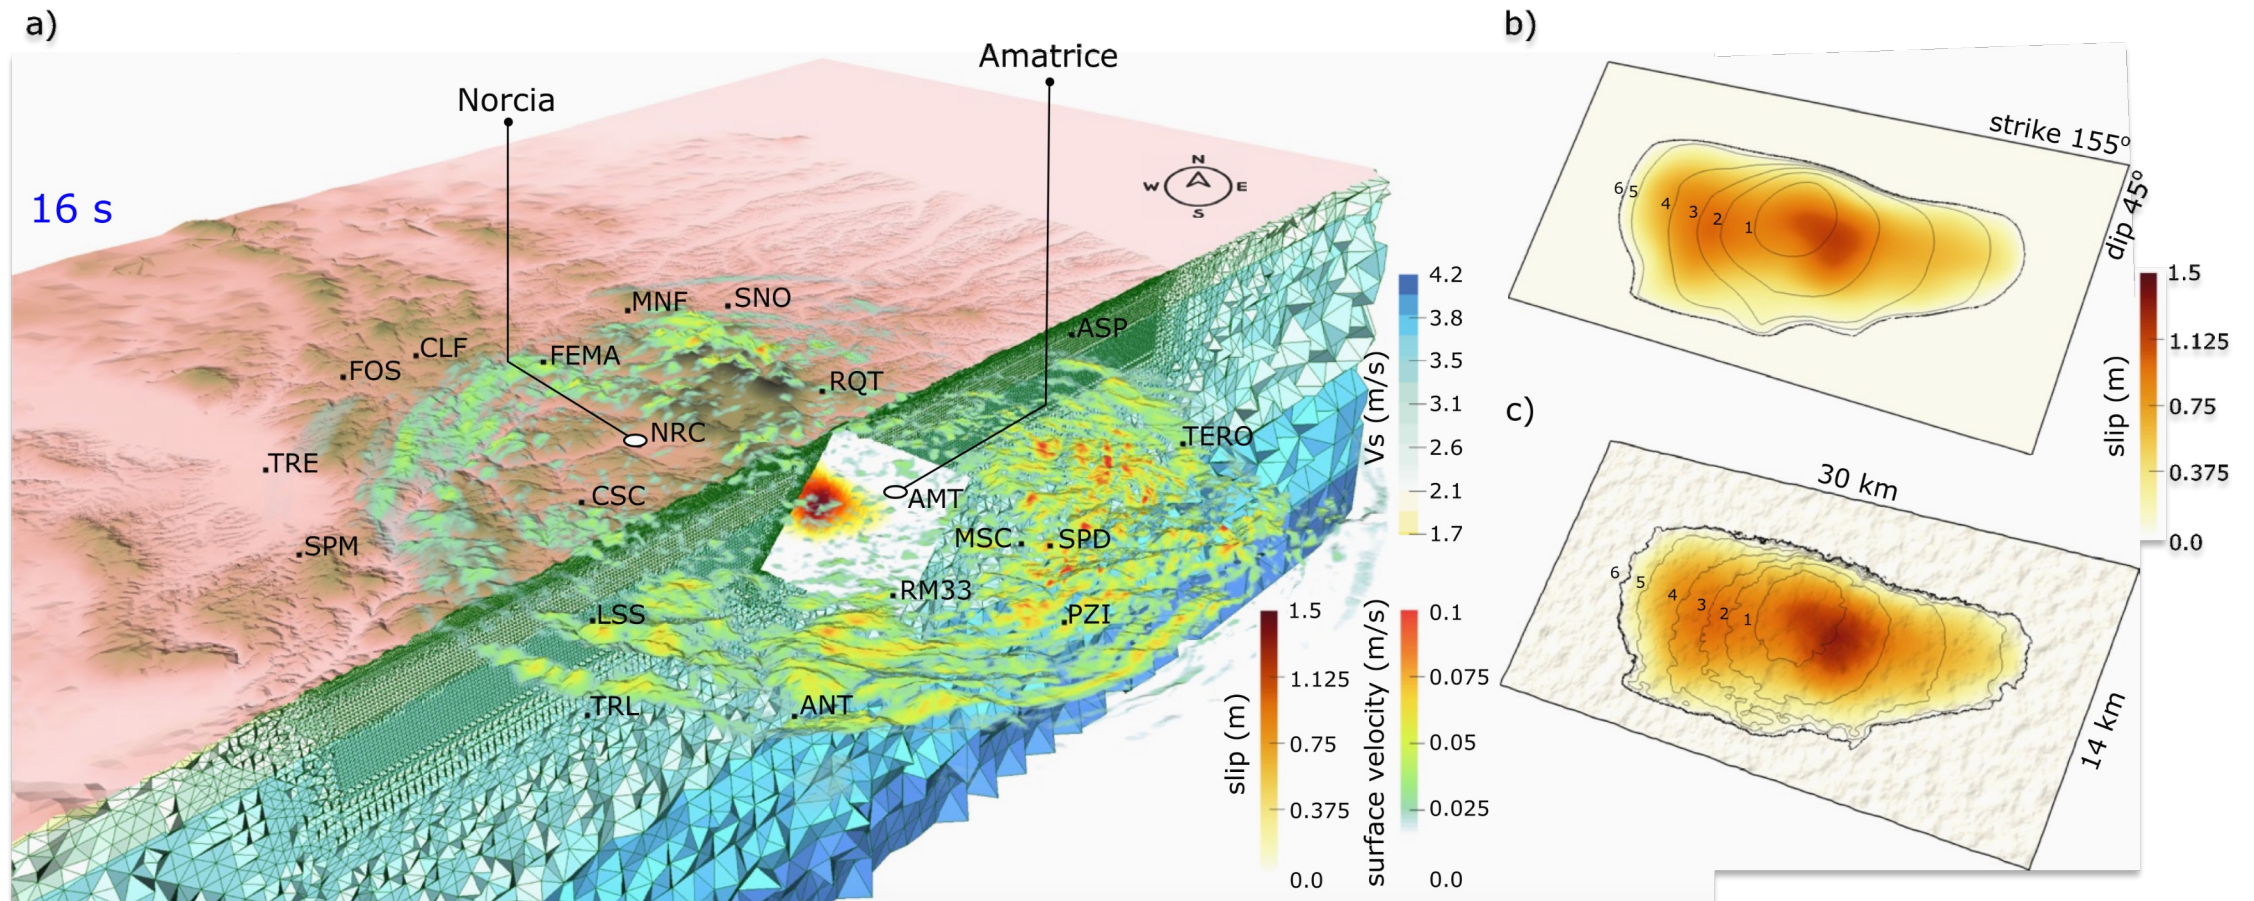 a)
b)
Amatrice
Norcia
16 s
N
W E
S
strike 155º
dip 45º
6 5 4 3 2 1
MNF
SNO
ASP
CLF
FEMA
FOS
RQT
NRC
TERO
TRE
CSC
AMT
SPM
MSC
SPD
RM33
LSS
PZI
TRL
ANT
Vs (m/s)
4.2
3.8
3.5
3.1
2.6
2.1
1.7
slip (m)
1.5
1.125
0.75
0.375
0.0
surface velocity (m/s)
0.1
0.075
0.05
0.025
0.0
slip (m)
1.5
1.125
0.75
0.375
0.0
c)
30 km
14 km
6 5 4 3 2 1